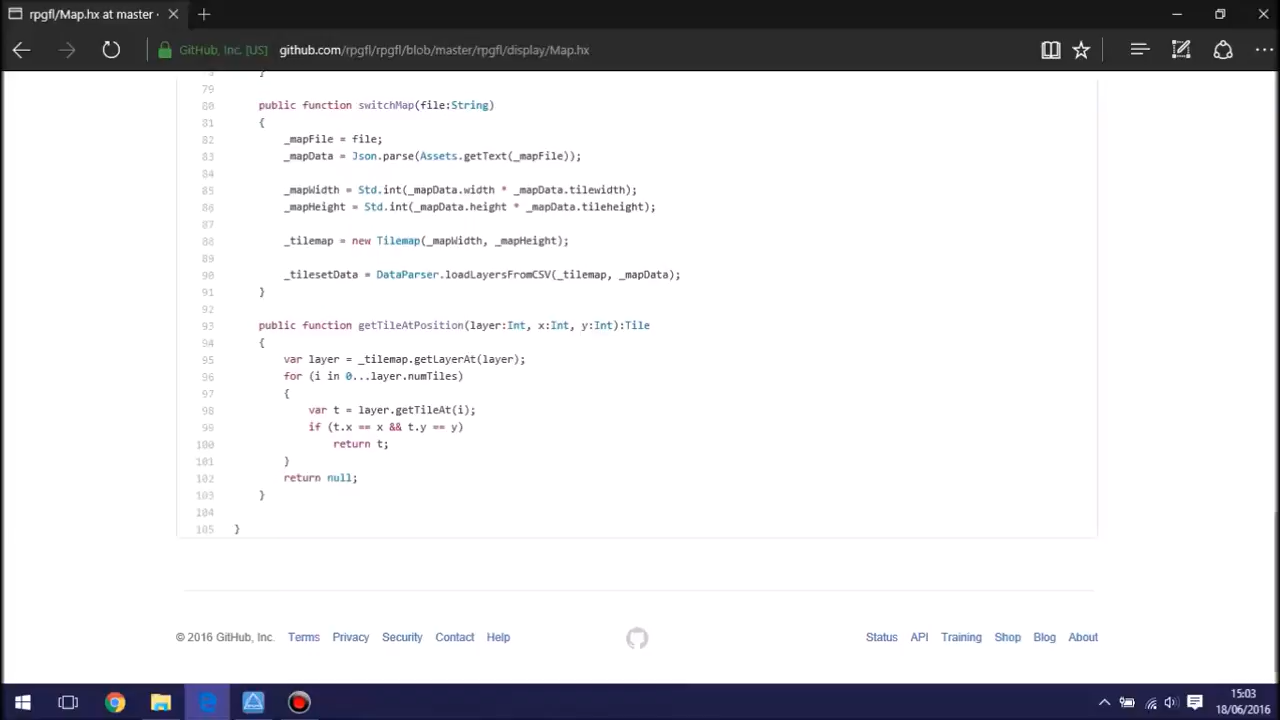 rpgfl/Map.hx at master ·
GitHub, Inc. [US] github.com/rpgfl/rpgfl/blob/master/rpgfl/display/Map.hx
78 }
79
80 public function switchMap(file:String)
81 {
82 _mapFile = file;
83 _mapData = Json.parse(Assets.getText(_mapFile));
84
85 _mapWidth = Std.int(_mapData.width * _mapData.tilewidth);
86 _mapHeight = Std.int(_mapData.height * _mapData.tileheight);
87
88 _tilemap = new Tilemap(_mapWidth, _mapHeight);
89
90 _tilesetData = DataParser.loadLayersFromCSV(_tilemap, _mapData);
91 }
92
93 public function getTileAtPosition(layer:Int, x:Int, y:Int):Tile
94 {
95 var layer = _tilemap.getLayerAt(layer);
96 for (i in 0...layer.numTiles)
97 {
98 var t = layer.getTileAt(i);
99 if (t.x == x && t.y == y)
100 return t;
101 }
102 return null;
103 }
104
105 }
© 2016 GitHub, Inc. Terms Privacy Security Contact Help Status API Training Shop Blog About
15:03
18/06/2016